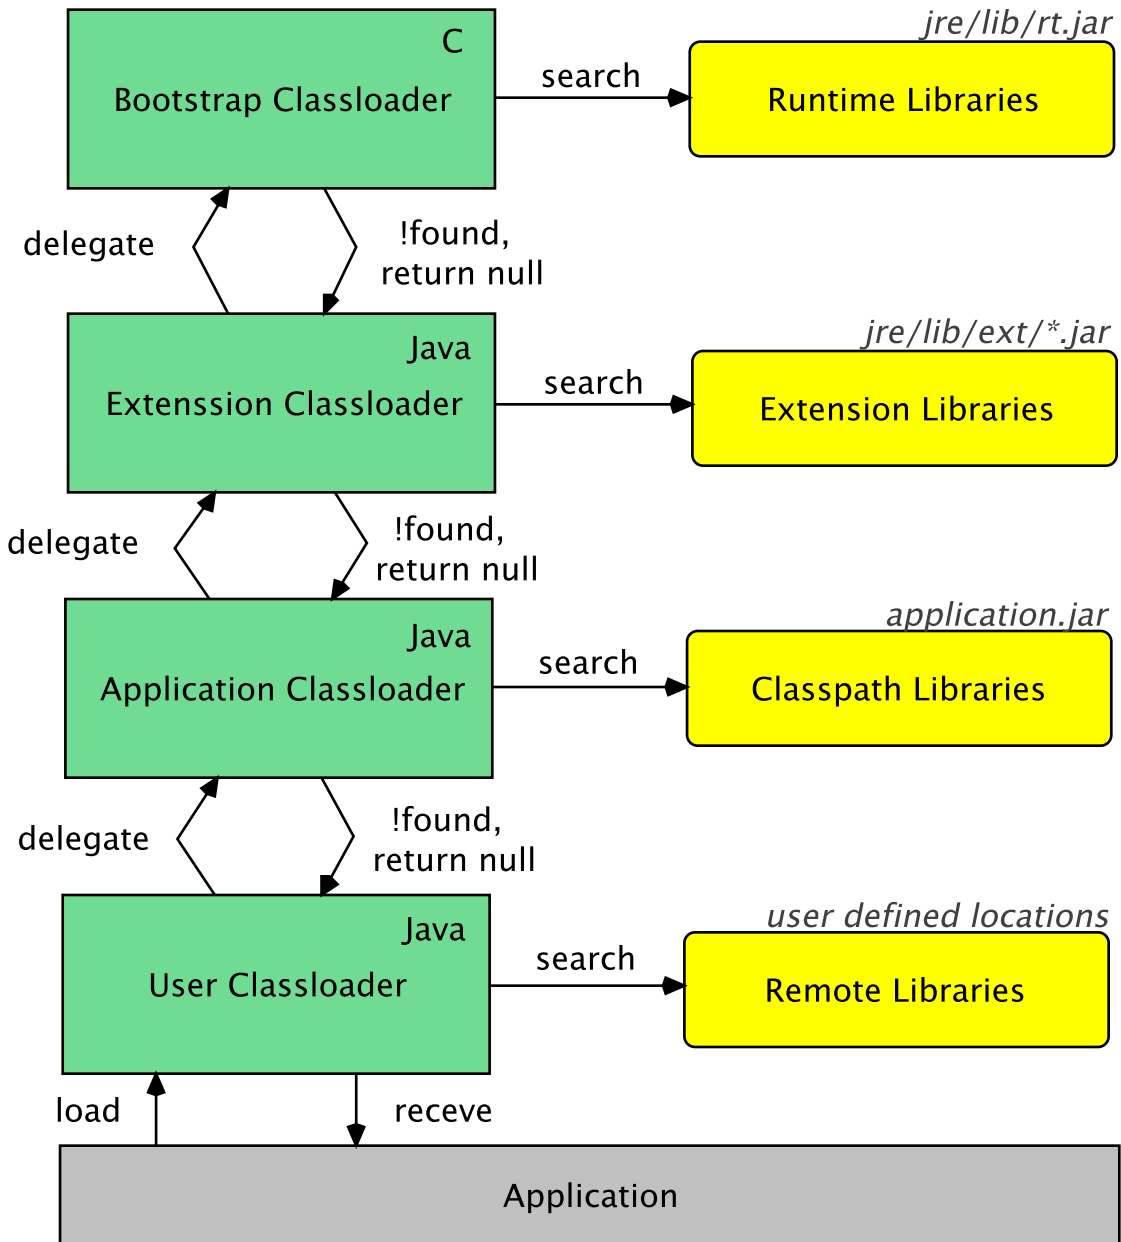 jre/lib/rt.jar
C
Bootstrap Classloader
search
Runtime Libraries
delegate
!found,
return null
jre/lib/ext/*.jar
Java
Extenssion Classloader
search
Extension Libraries
delegate
!found,
return null
application.jar
Java
Application Classloader
search
Classpath Libraries
delegate
!found,
return null
user defined locations
Java
User Classloader
search
Remote Libraries
load
receve
Application